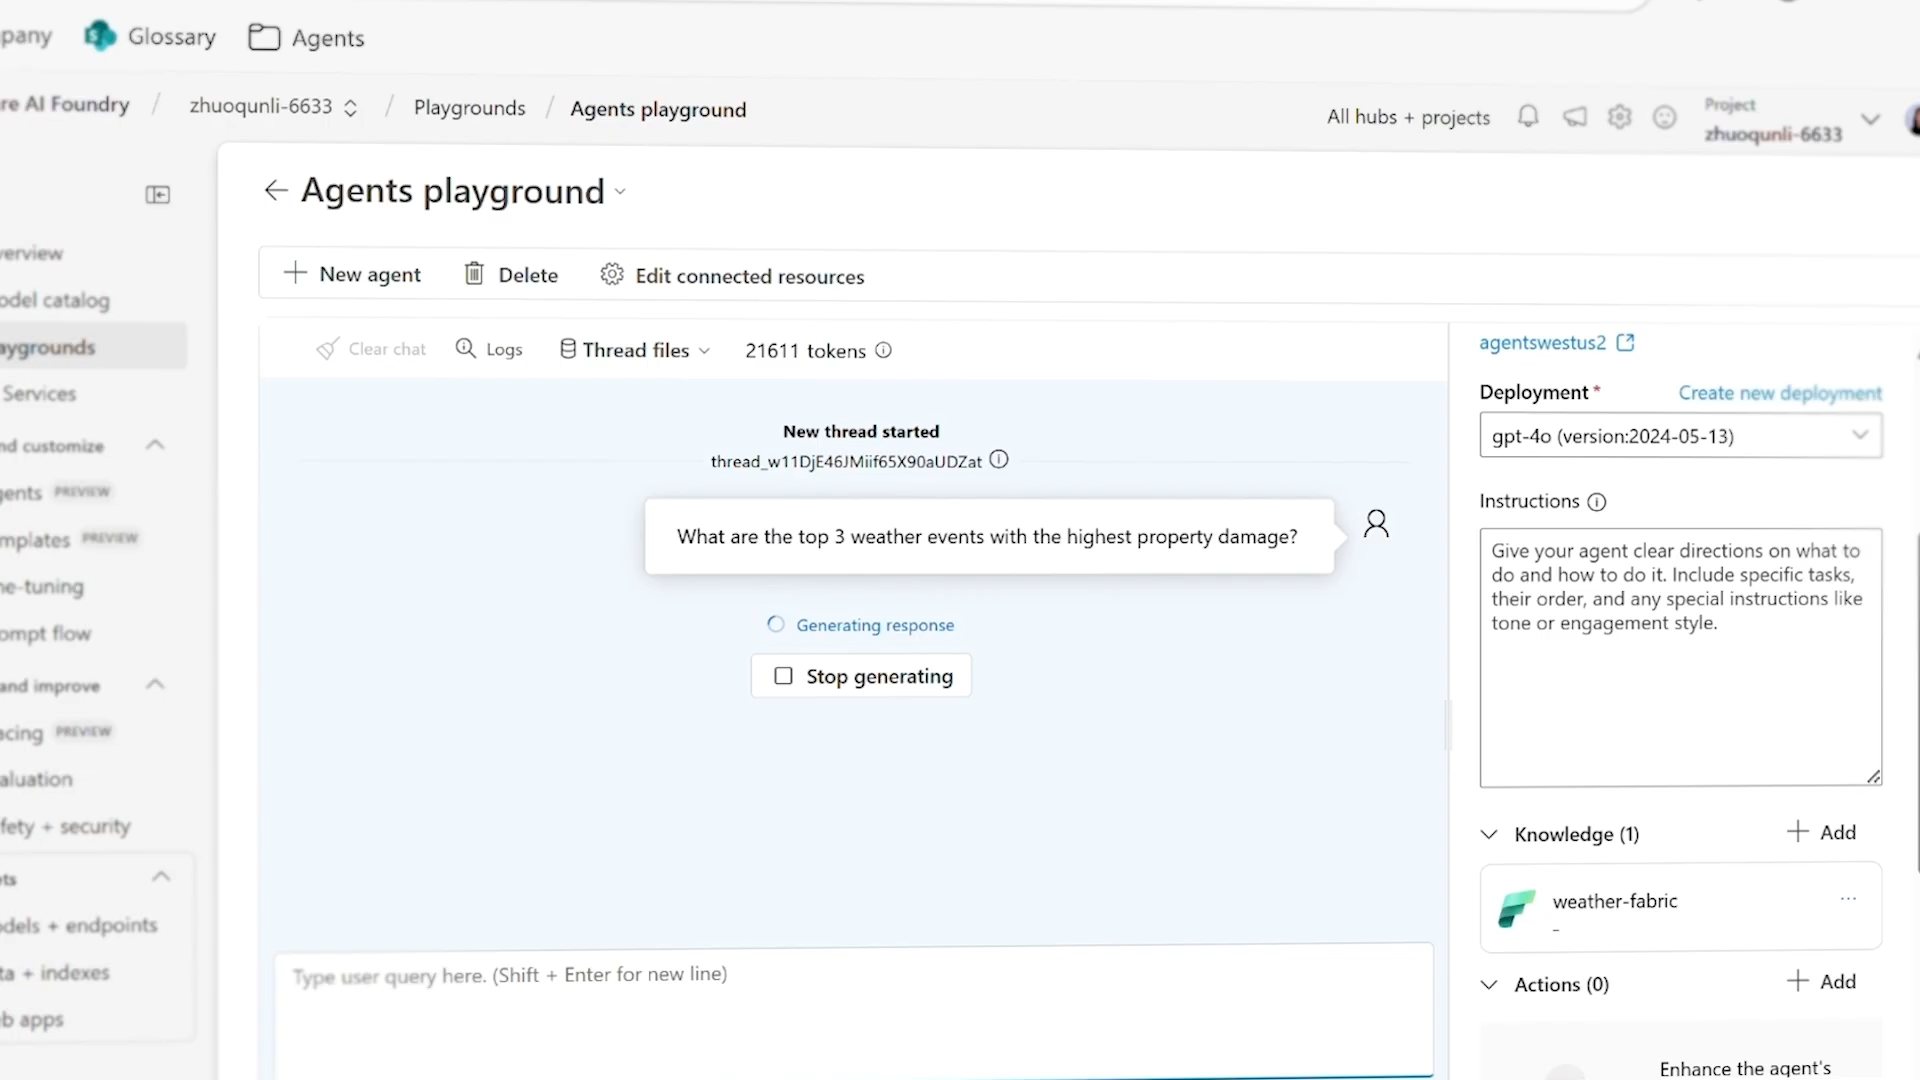 pany
Glossary
Agents
re AI Foundry / zhuoqunli-6633 / Playgrounds / Agents playground
All hubs + projects
Project
zhuoqunli-6633
Agents playground
New agent
Delete
Edit connected resources
verview
odel catalog
aygrounds
Services
nd customize
gents PREVIEW
mplates PREVIEW
ne-tuning
ompt flow
and improve
acing PREVIEW
aluation
fety + security
ets
odels + endpoints
ta + indexes
eb apps
Clear chat
Logs
Thread files
21611 tokens
New thread started
thread_w11DjE46JMiif65X90aUDZat
What are the top 3 weather events with the highest property damage?
Generating response
Stop generating
Type user query here. (Shift + Enter for new line)
agentswestus2
Deployment*
Create new deployment
gpt-4o (version:2024-05-13)
Instructions
Give your agent clear directions on what to
do and how to do it. Include specific tasks,
their order, and any special instructions like
tone or engagement style.
Knowledge (1)
+ Add
weather-fabric
-
...
Actions (0)
+ Add
Enhance the agent's